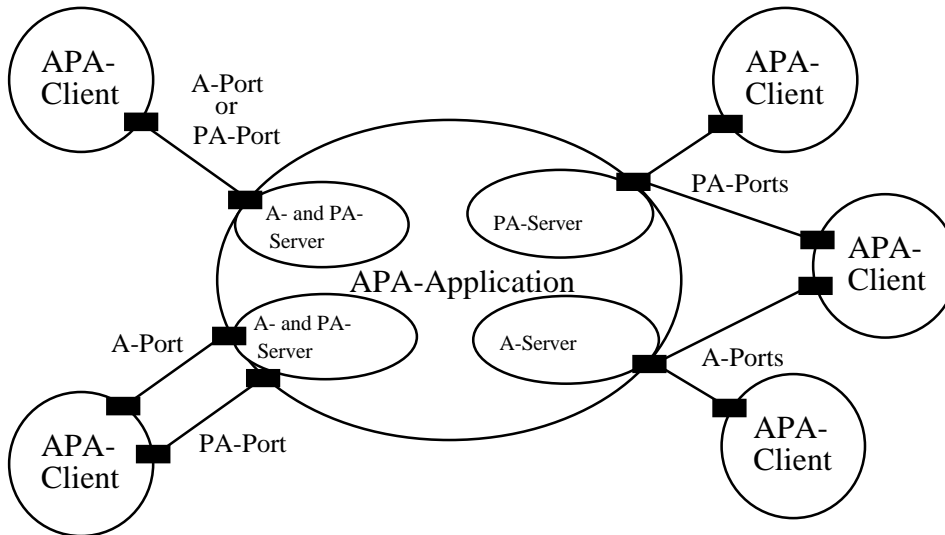 APA-
Client
A-Port
or
PA-Port
APA-
Client
PA-Ports
A- and PA-
Server
PA-Server
APA-
Client
APA-Application
A- and PA-
Server
A-Server
A-Port
A-Ports
PA-Port
APA-
Client
APA-
Client